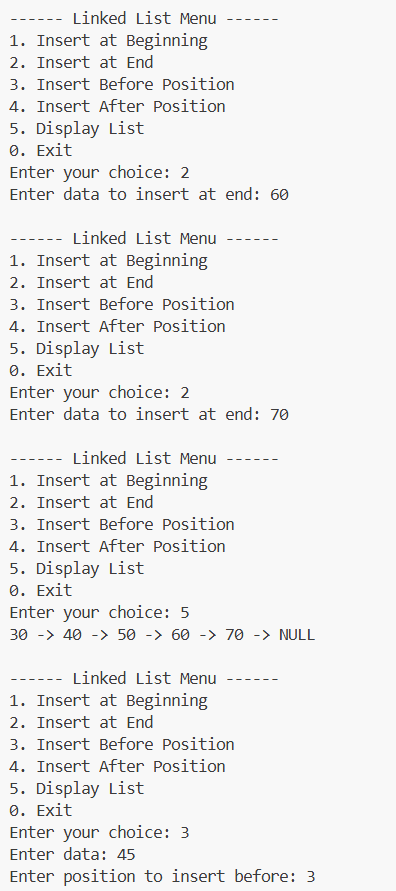 ------ Linked List Menu ------
1. Insert at Beginning
2. Insert at End
3. Insert Before Position
4. Insert After Position
5. Display List
0. Exit
Enter your choice: 2
Enter data to insert at end: 60
------ Linked List Menu ------
1. Insert at Beginning
2. Insert at End
3. Insert Before Position
4. Insert After Position
5. Display List
0. Exit
Enter your choice: 2
Enter data to insert at end: 70
------ Linked List Menu ------
1. Insert at Beginning
2. Insert at End
3. Insert Before Position
4. Insert After Position
5. Display List
0. Exit
Enter your choice: 5
30 -> 40 -> 50 -> 60 -> 70 -> NULL
------ Linked List Menu ------
1. Insert at Beginning
2. Insert at End
3. Insert Before Position
4. Insert After Position
5. Display List
0. Exit
Enter your choice: 3
Enter data: 45
Enter position to insert before: 3